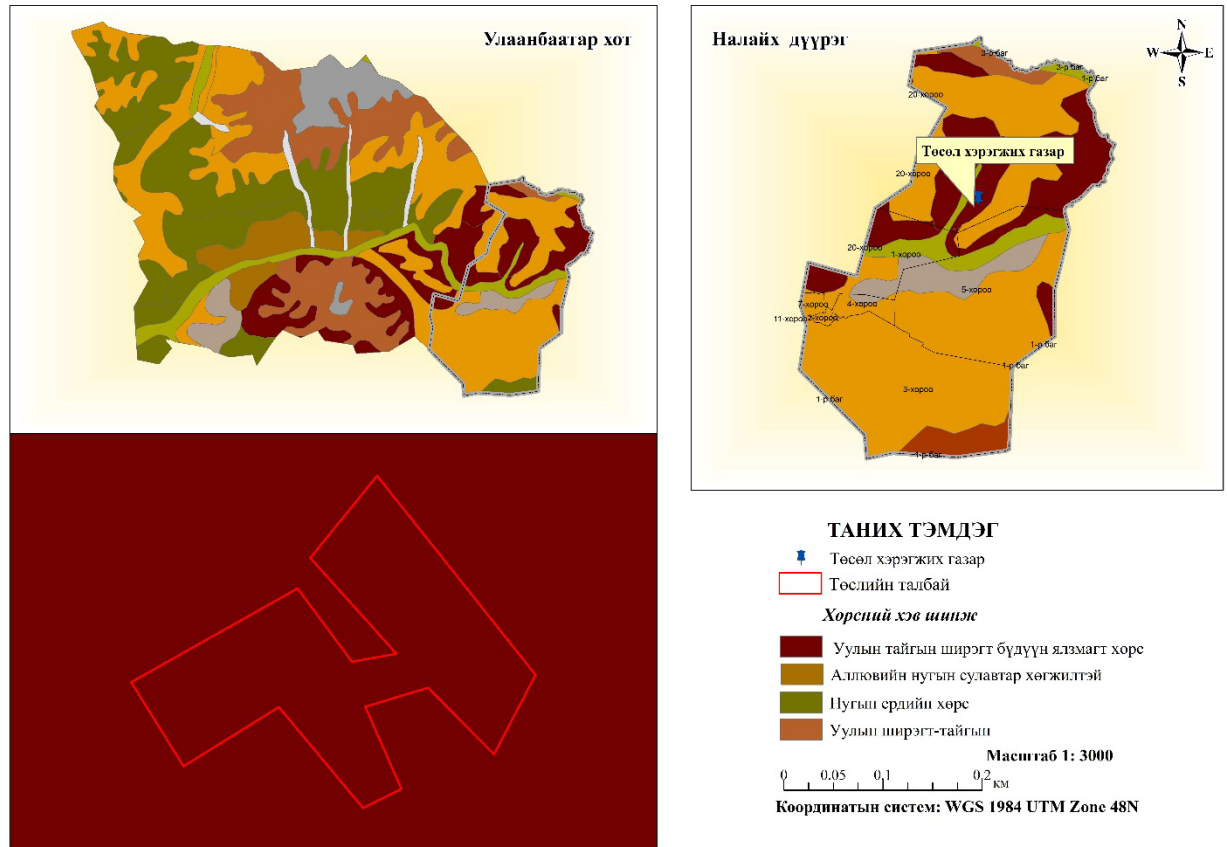 Улаанбаатар хот
Налайх дүүрэг
N
W E
S
3-р баг
3-р баг
1-р баг
20-хороо
Төсөл хэрэгжих газар
20-хороо
20-хороо
1-хороо
5-хороо
7-хороо
4-хороо
11-хороо
2-хороо
1-р баг
1-р баг
3-хороо
1-р баг
1-р баг
ТАНИХ ТЭМДЭГ
Төсөл хэрэгжих газар
Төслийн талбай
Хөрсний хэв шинж
Уулын тайгын ширэгт бүдүүн ялзмагт хөрс
Аллювийн нугын сулавтар хөгжилтэй
Нугын ердийн хөрс
Уулын ширэгт-тайгын
Масштаб 1: 3000
0 0.05 0,1 0,2
км
Координатын систем: WGS 1984 UTM Zone 48N